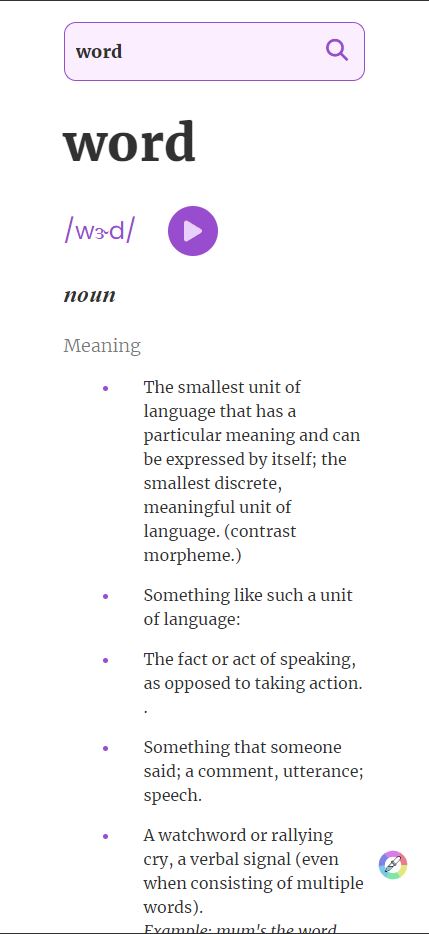 word
word
/wɝd/
noun
Meaning
The smallest unit of
language that has a
particular meaning and can
be expressed by itself; the
smallest discrete,
meaningful unit of
language. (contrast
morpheme.)
Something like such a unit
of language:
The fact or act of speaking,
as opposed to taking action.
.
Something that someone
said; a comment, utterance;
speech.
A watchword or rallying
cry, a verbal signal (even
when consisting of multiple
words).
Example: mum's the word